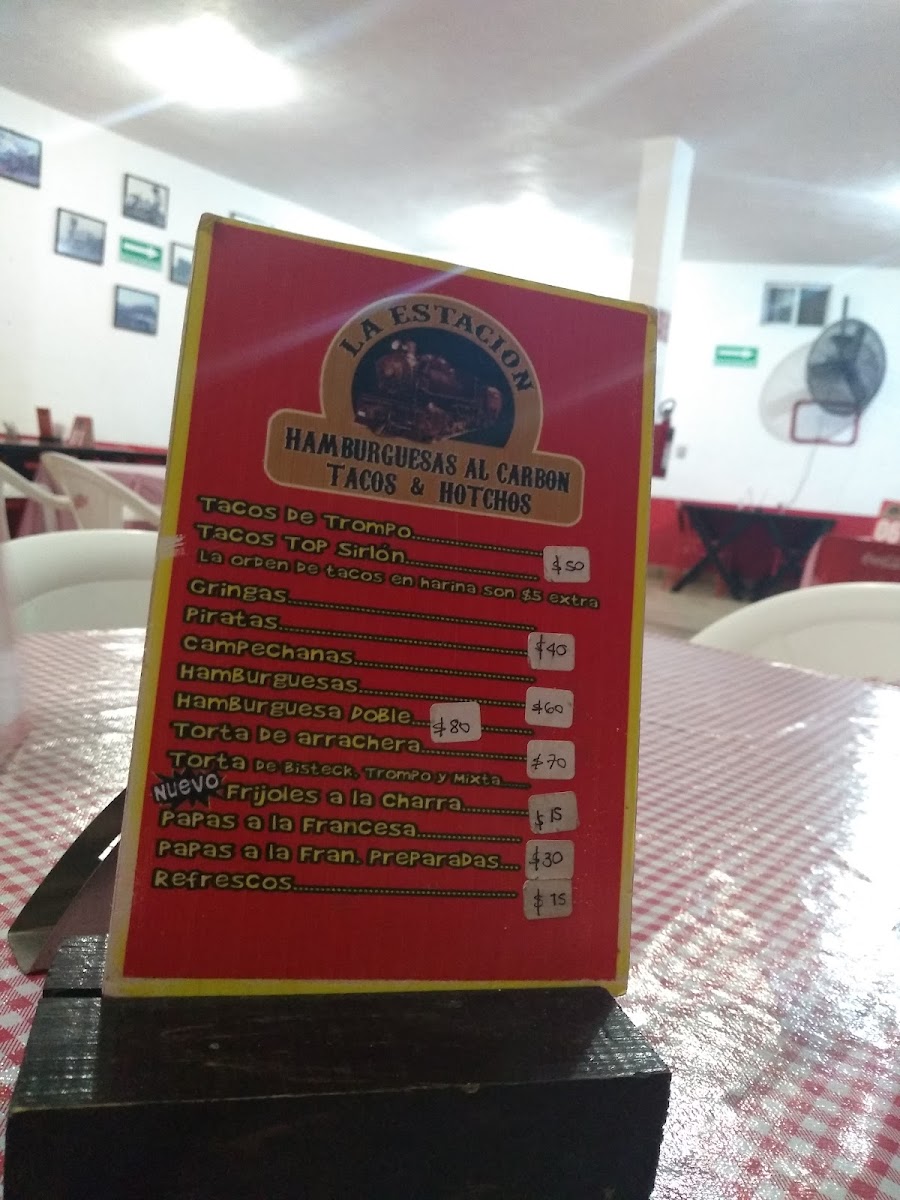 LA ESTACION
HAMBURGUESAS AL CARBON
TACOS & HOTCHOS
Tacos de Trompo
Tacos Top Sirlón $50
La orden de tacos en harina son $5 extra
Gringas
Piratas $40
Campechanas
Hamburguesas $60
Hamburguesa Doble $80
Torta de arrachera $70
Torta de Bisteck, Trompo y Mixta
NUEVO Frijoles a la Charra $15
Papas a la Francesa
Papas a la Fran. Preparadas $30
Refrescos $15